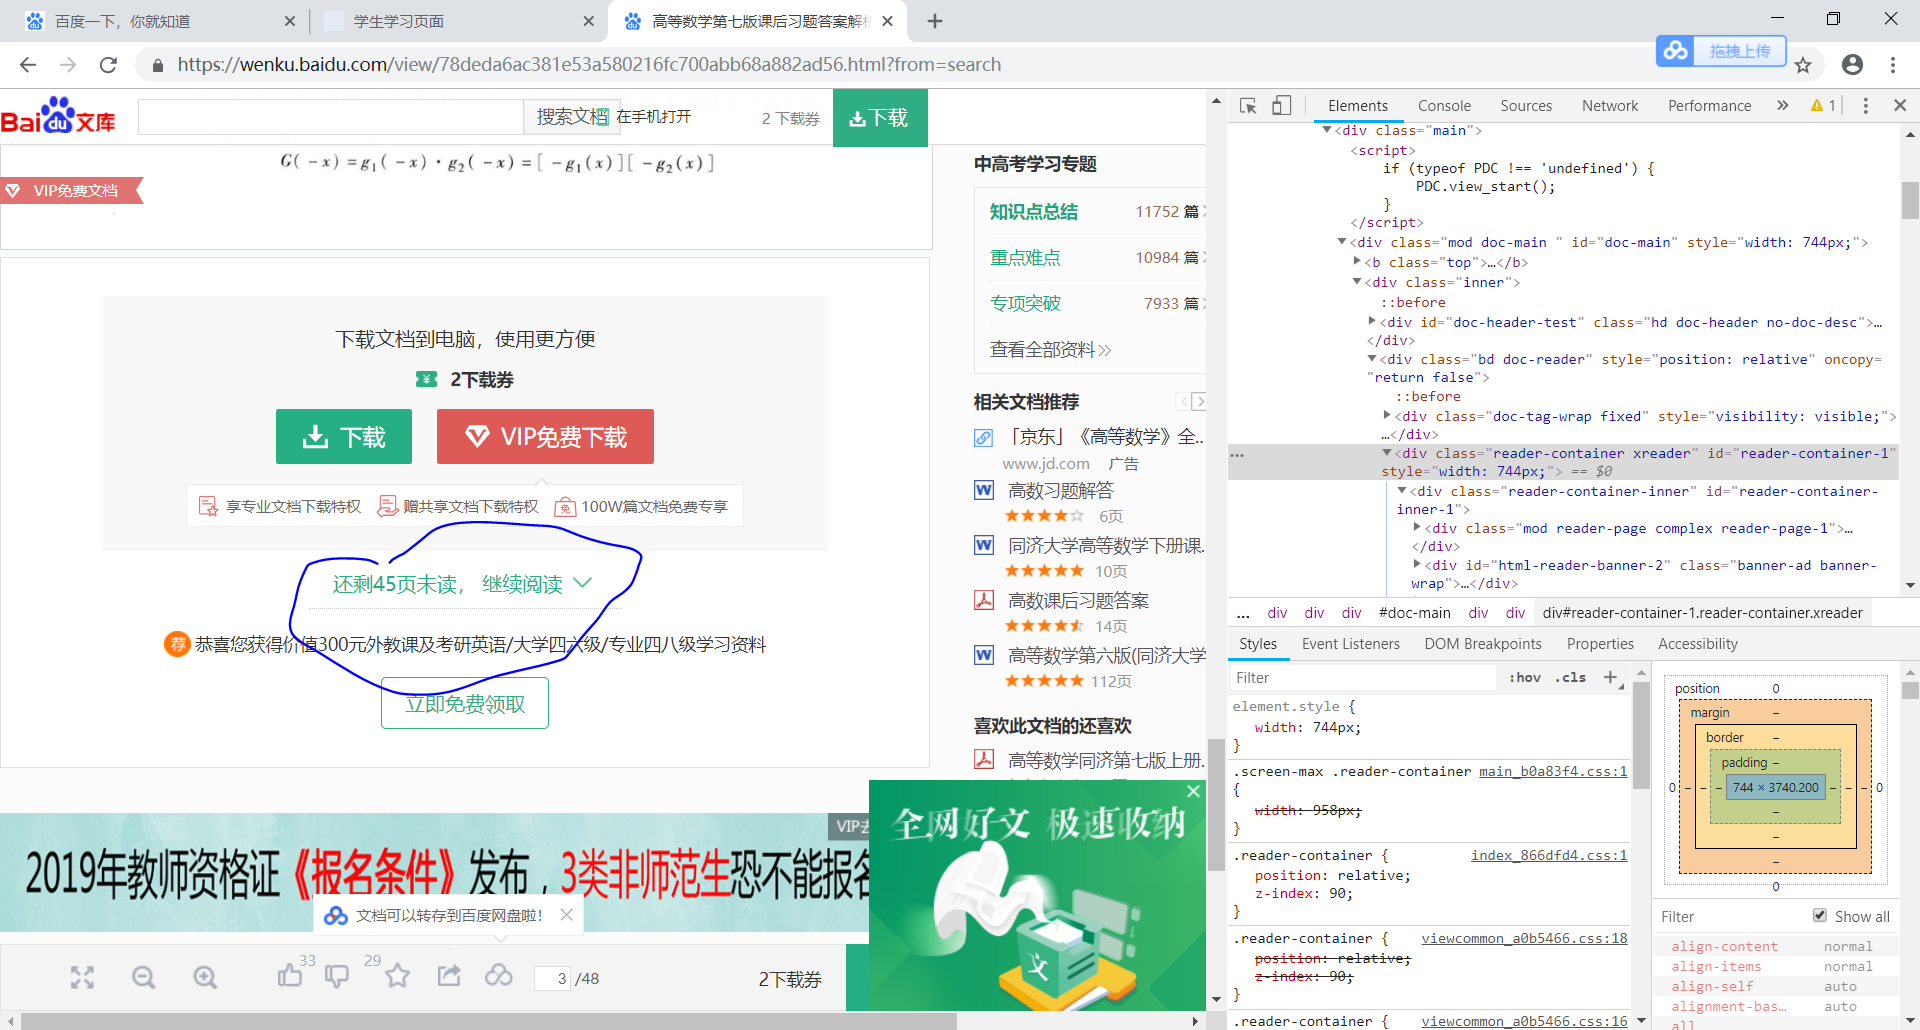 百度一下，你就知道
学生学习页面
高等数学第七版课后习题答案解析
https://wenku.baidu.com/view/78deda6ac381e53a580216fc700abb68a882ad56.html?from=search
拖拽上传
Bai du 文库
搜索文档
在手机打开
2 下载券
下载
G(-x)=g₁(-x)·g₂(-x)=[-g₁(x)][-g₂(x)]
VIP免费文档
下载文档到电脑，使用更方便
¥ 2下载券
下载
VIP免费下载
享专业文档下载特权
赠共享文档下载特权
免 100W篇文档免费专享
还剩45页未读，继续阅读
荐 恭喜您获得价值300元外教课及考研英语/大学四六级/专业四八级学习资料
立即免费领取
VIP去
2019年教师资格证《报名条件》发布，3类非师范生恐不能报名
文档可以转存到百度网盘啦！
33
29
3 /48
2下载券
中高考学习专题
知识点总结 11752 篇
重点难点 10984 篇
专项突破 7933 篇
查看全部资料>>
相关文档推荐
「京东」《高等数学》全...
www.jd.com 广告
W 高数习题解答
6页
W 同济大学高等数学下册课.
10页
高数课后习题答案
14页
W 高等数学第六版(同济大学
112页
喜欢此文档的还喜欢
高等数学同济第七版上册.
全网好文 极速收纳
文
Elements Console Sources Network Performance » 1
<div class="main">
<script>
if (typeof PDC !== 'undefined') {
PDC.view_start();
}
</script>
<div class="mod doc-main " id="doc-main" style="width: 744px;">
<b class="top">…</b>
<div class="inner">
::before
<div id="doc-header-test" class="hd doc-header no-doc-desc">…
</div>
<div class="bd doc-reader" style="position: relative" oncopy=
"return false">
::before
<div class="doc-tag-wrap fixed" style="visibility: visible;">
…</div>
<div class="reader-container xreader" id="reader-container-1"
style="width: 744px;"> == $0
<div class="reader-container-inner" id="reader-container-
inner-1">
<div class="mod reader-page complex reader-page-1">…
</div>
<div id="html-reader-banner-2" class="banner-ad banner-
wrap">…</div>
... div div div #doc-main div div div#reader-container-1.reader-container.xreader
Styles Event Listeners DOM Breakpoints Properties Accessibility
Filter :hov .cls +
element.style {
width: 744px;
}
.screen-max .reader-container main_b0a83f4.css:1
{
width: 958px;
}
.reader-container { index_866dfd4.css:1
position: relative;
z-index: 90;
}
.reader-container { viewcommon_a0b5466.css:18
position: relative;
z-index: 90;
}
.reader-container { viewcommon_a0b5466.css:16
position 0
margin –
border –
padding –
0 – – – 744 × 3740.200 – – – 0
–
–
–
0
Filter Show all
align-content normal
align-items normal
align-self auto
alignment-bas… auto
all